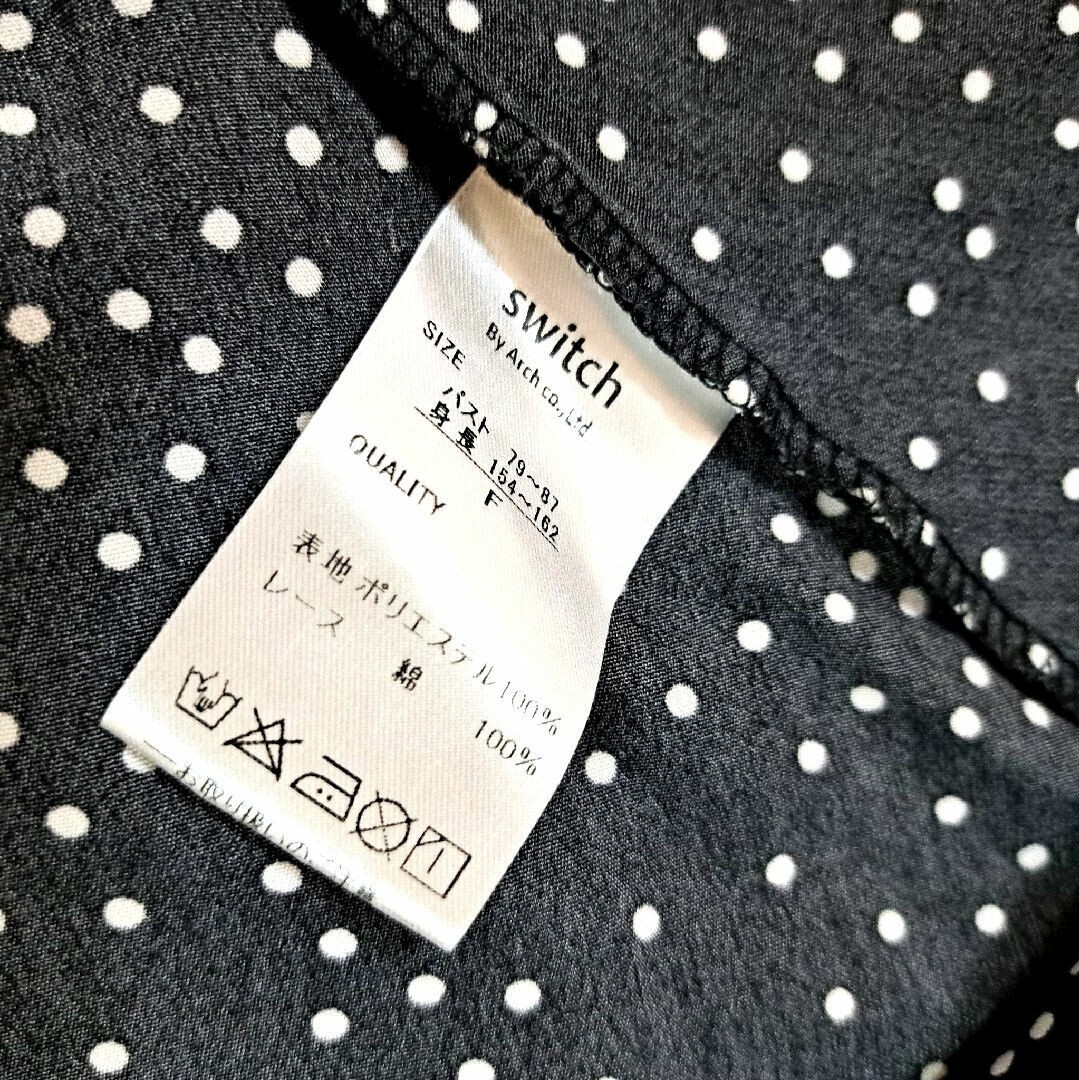 switch
By Arch co., Ltd
SIZE
バスト 79～87
身長 154～162
F
QUALITY
表地 ポリエステル100%
レース 綿 100%